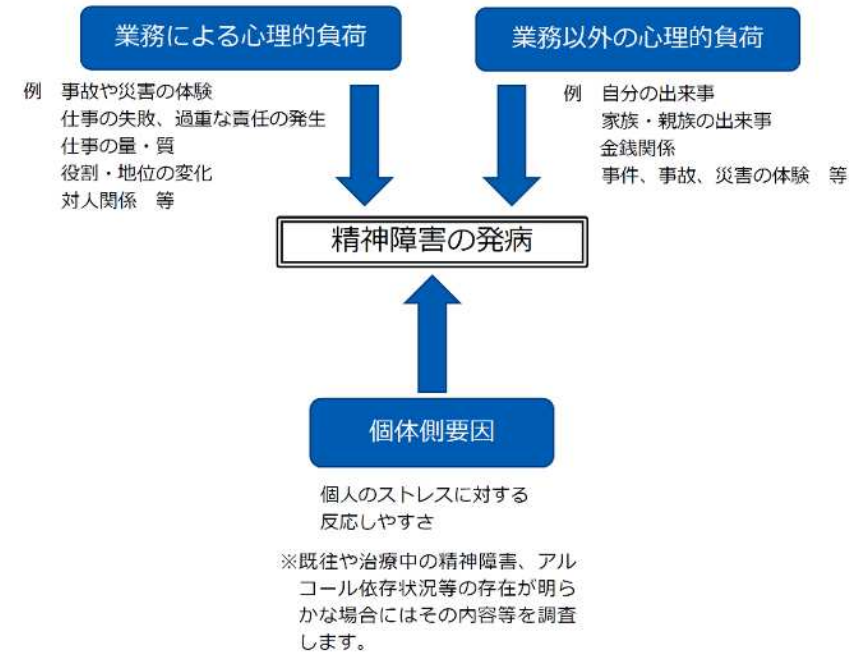 業務による心理的負荷
例　事故や災害の体験
仕事の失敗、過重な責任の発生
仕事の量・質
役割・地位の変化
対人関係　等
業務以外の心理的負荷
例　自分の出来事
家族・親族の出来事
金銭関係
事件、事故、災害の体験　等
精神障害の発病
個体側要因
個人のストレスに対する
反応しやすさ
※既往や治療中の精神障害、アル
コール依存状況等の存在が明ら
かな場合にはその内容等を調査
します。